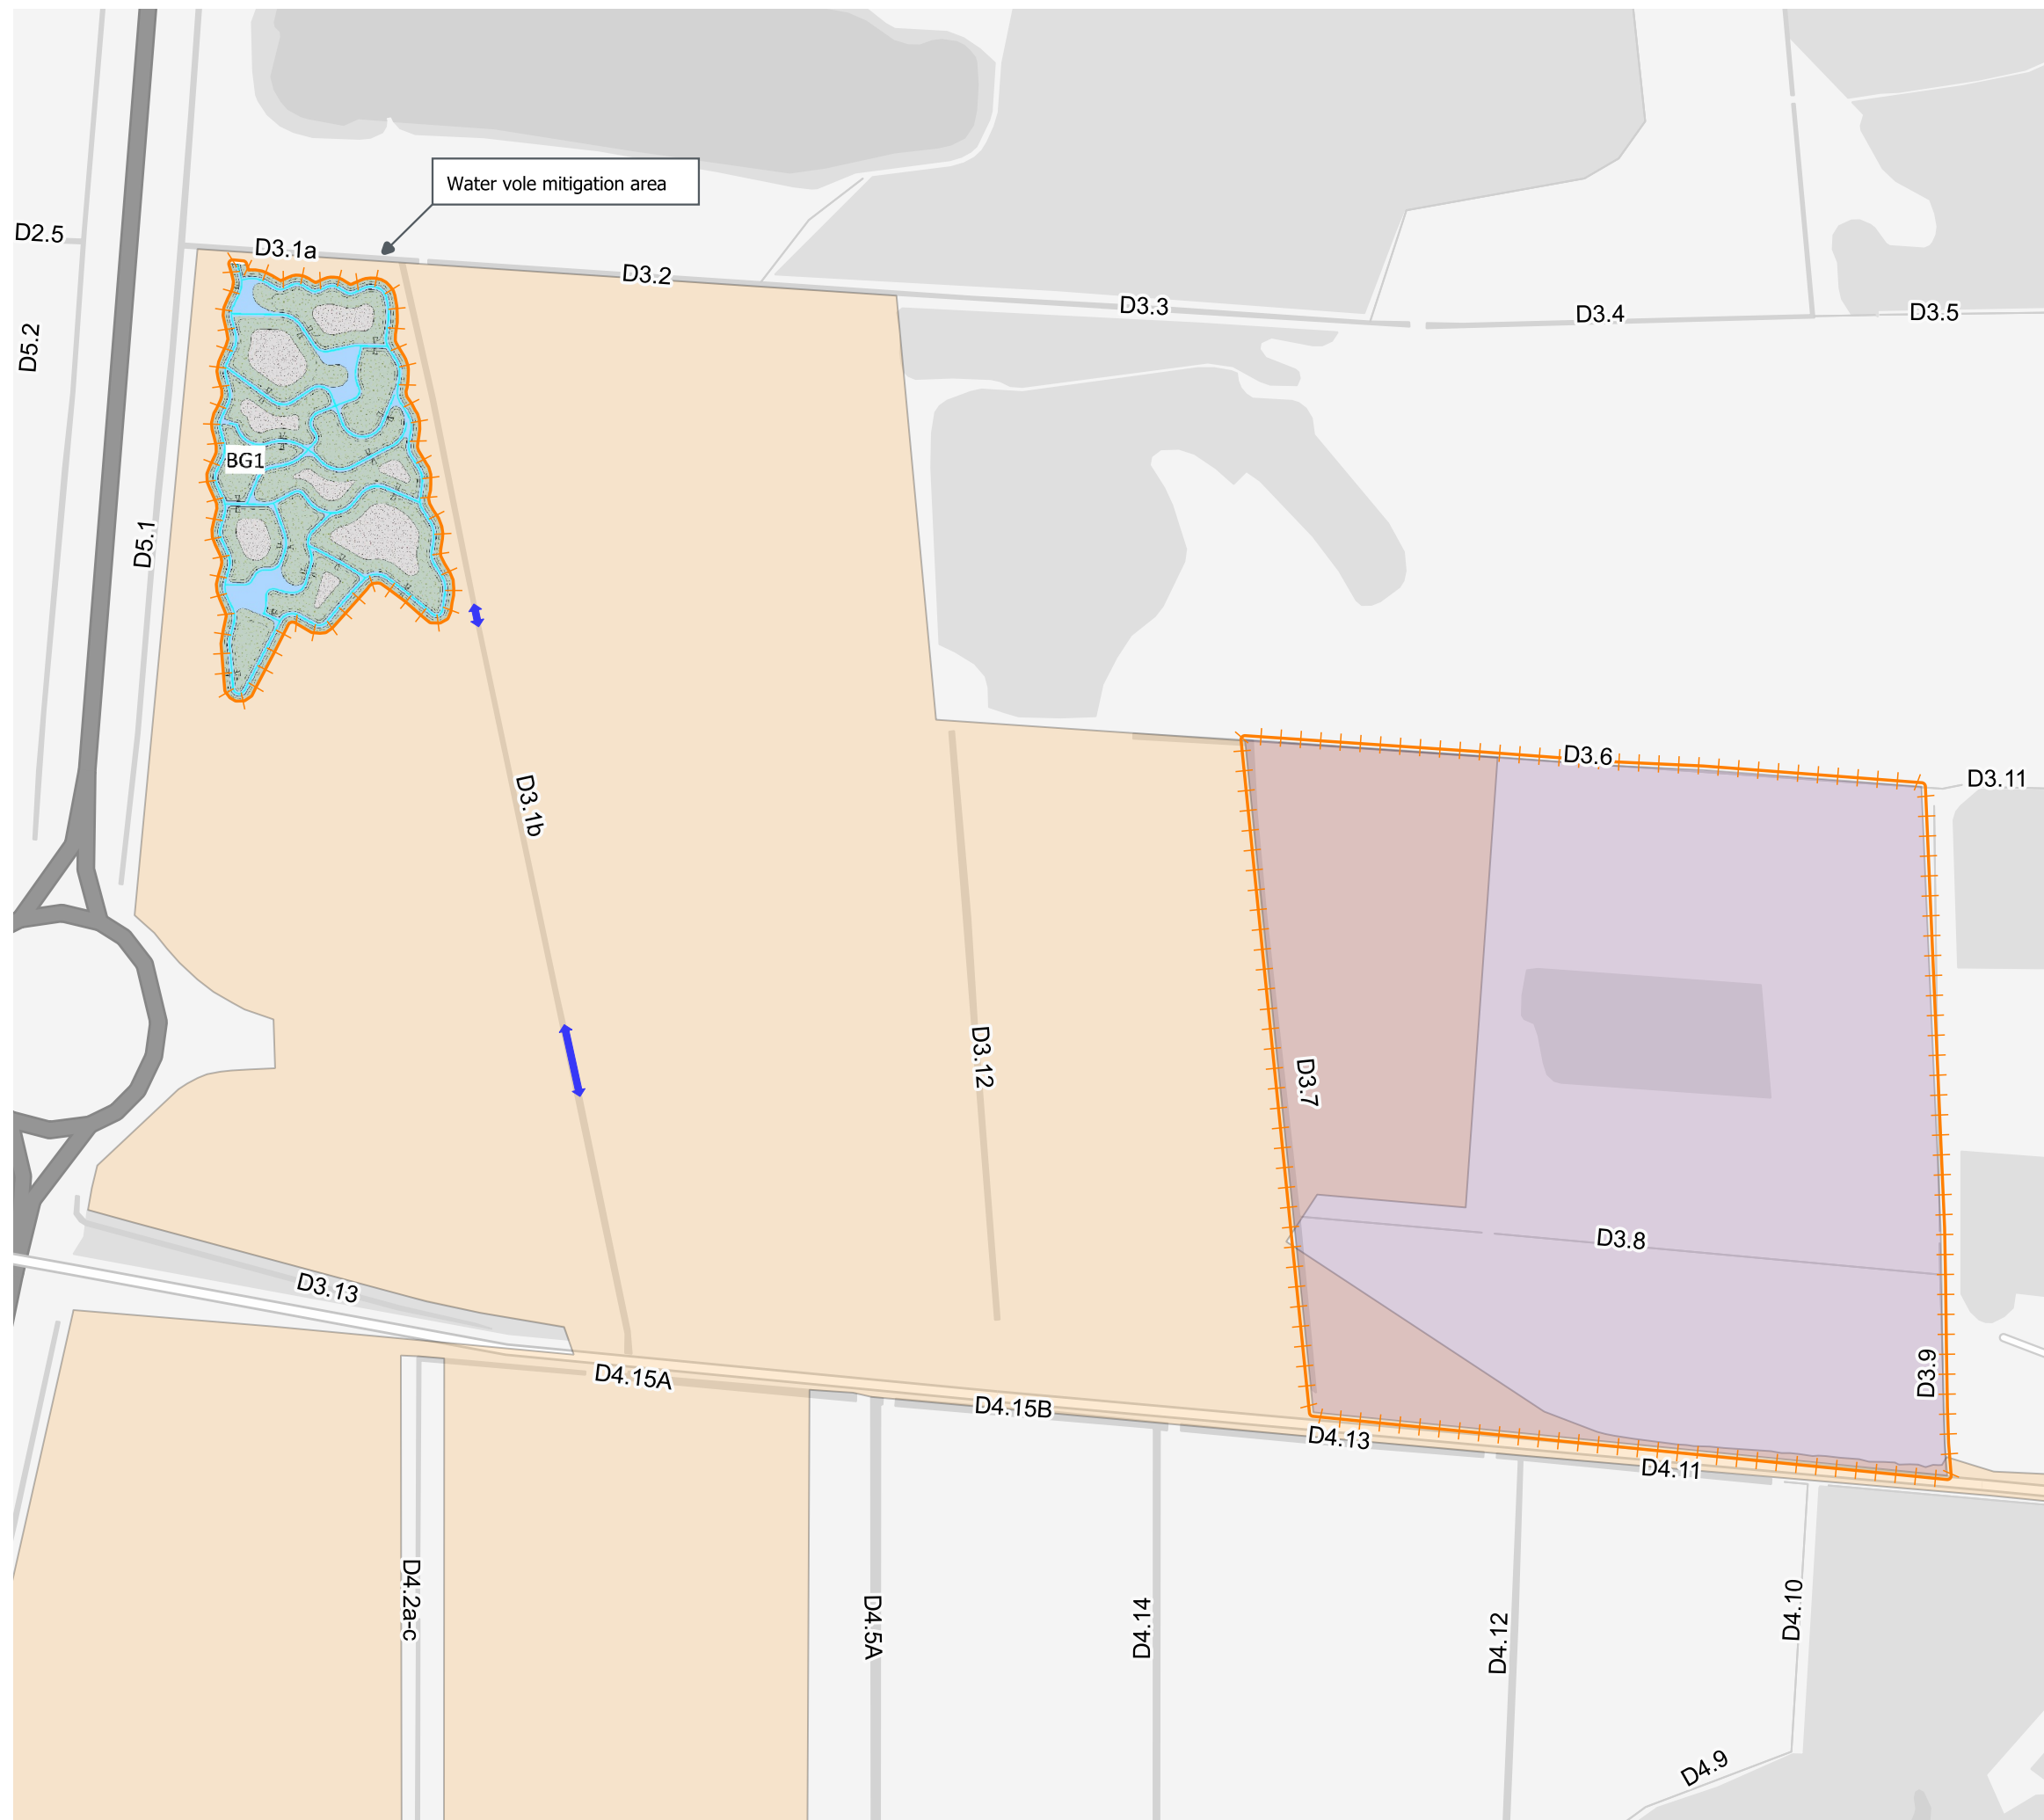 Water vole mitigation area
D2.5
D3.1a
D3.2
D3.3
D3.4
D3.5
D5.2
BG1
D5.1
D3.6
D3.11
D3.1b
D3.12
D3.7
D3.8
D3.13
D4.15A
D3.9
D4.15B
D4.13
D4.11
D4.2a-c
D4.5A
D4.14
D4.12
D4.10
D4.9